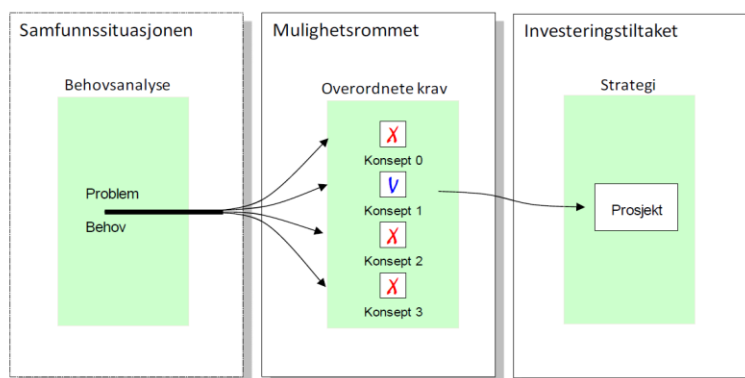 Samfunnssituasjonen
Behovsanalyse
Problem
Behov
Mulighetsrommet
Overordnete krav
X
Konsept 0
V
Konsept 1
X
Konsept 2
X
Konsept 3
Investeringstiltaket
Strategi
Prosjekt